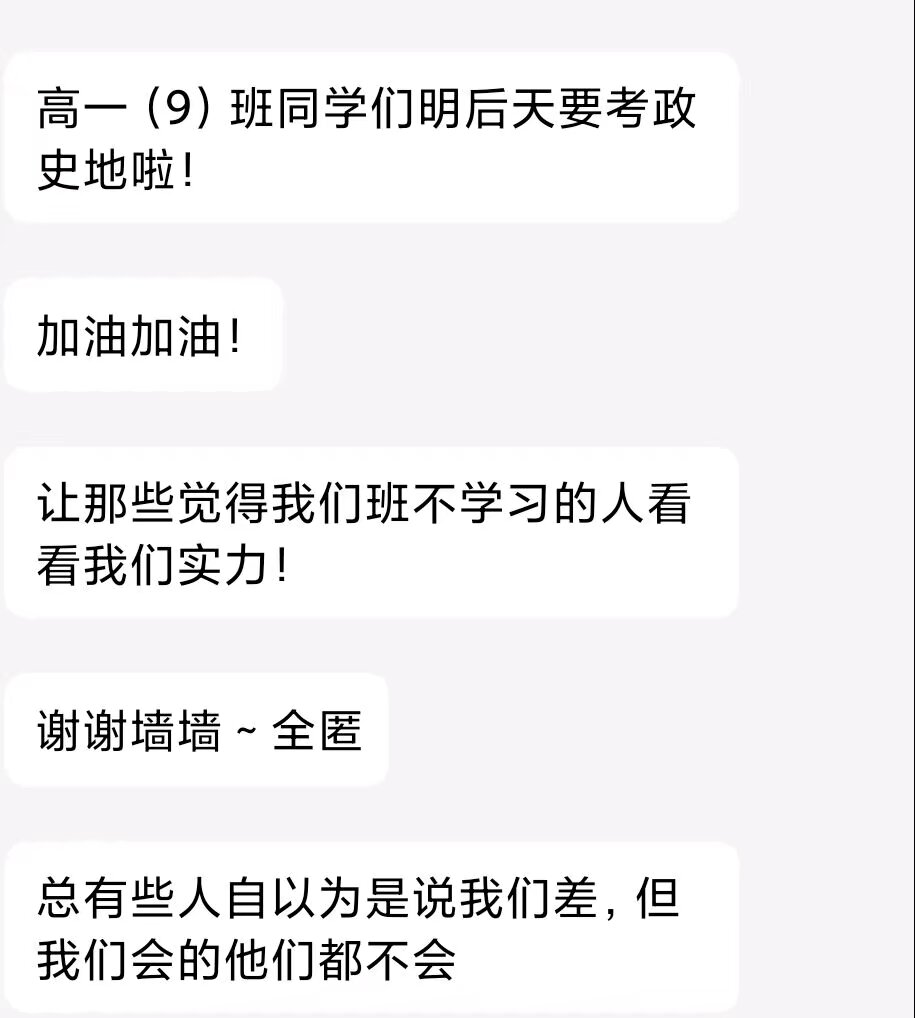 高一（9）班同学们明后天要考政
史地啦！
加油加油！
让那些觉得我们班不学习的人看
看我们实力！
谢谢墙墙～全匿
总有些人自以为是说我们差，但
我们会的他们都不会